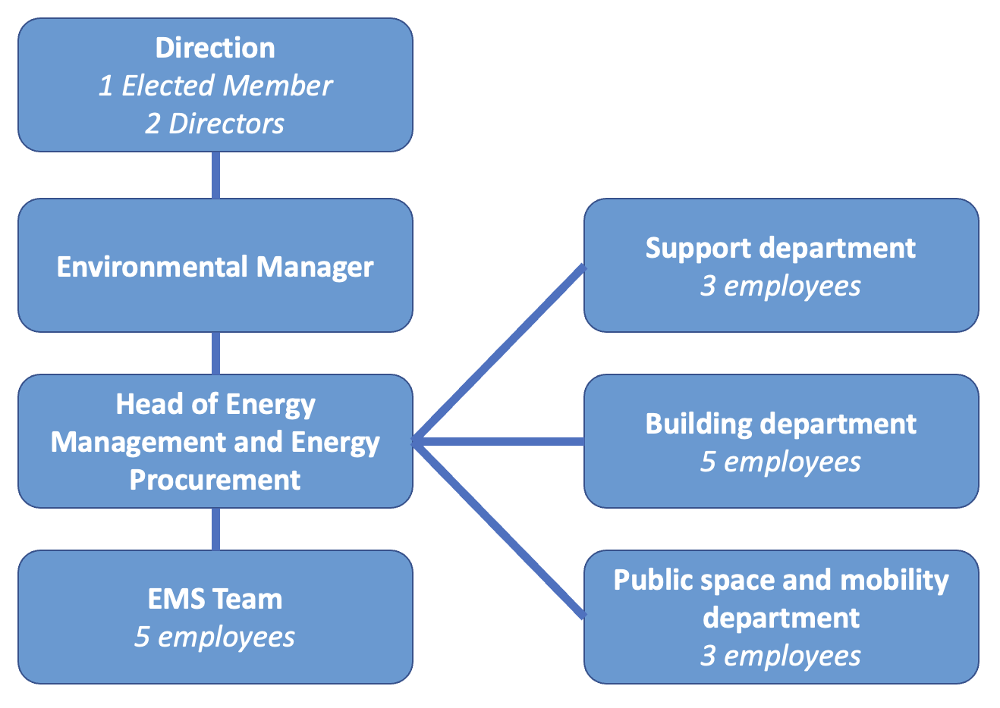 Direction
1 Elected Member
2 Directors
Environmental Manager
Head of Energy
Management and Energy
Procurement
EMS Team
5 employees
Support department
3 employees
Building department
5 employees
Public space and mobility
department
3 employees